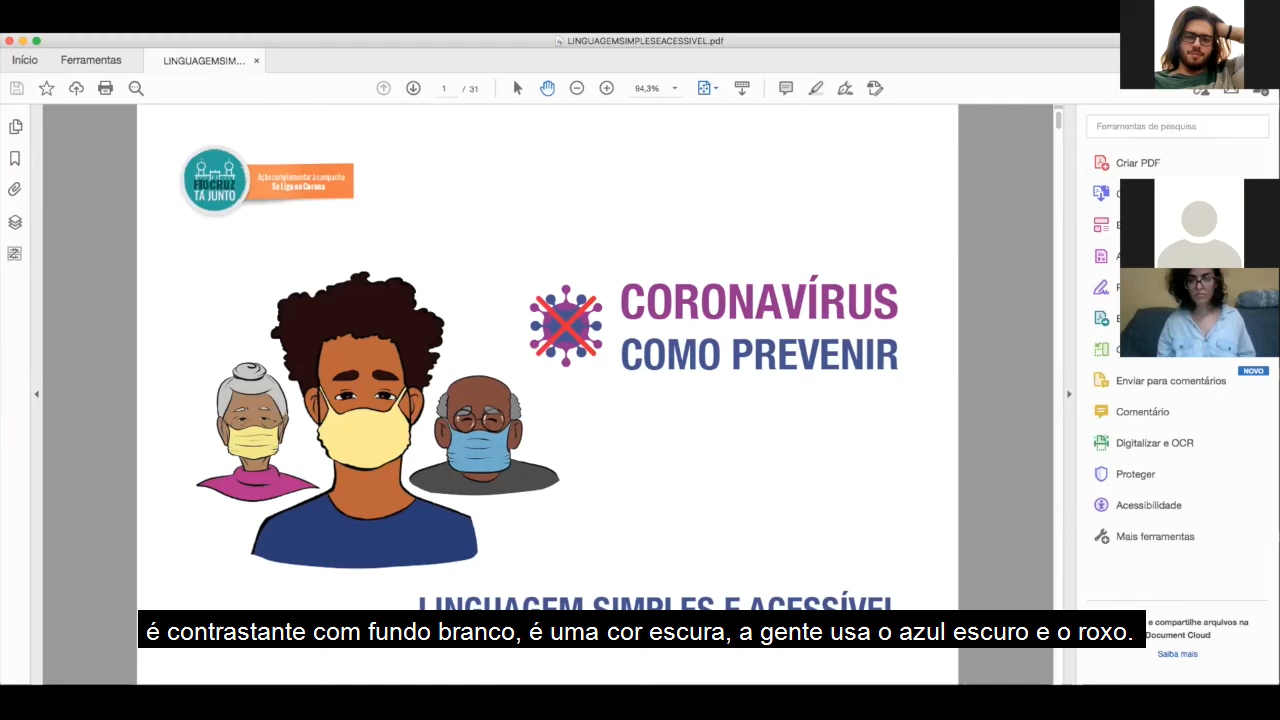 LINGUAGEMSIMPLESEACESSIVEL.pdf
Início
Ferramentas
LINGUAGEMSIM...
1
/ 31
94,3%
Ferramentas de pesquisa
FIOCRUZ
TÁ JUNTO
Ação complementar à campanha
Se Liga no Corona
Criar PDF
CORONAVÍRUS
COMO PREVENIR
NOVO
Enviar para comentários
Comentário
Digitalizar e OCR
Proteger
Acessibilidade
Mais ferramentas
LINGUAGEM SIMPLES E ACESSÍVEL
é contrastante com fundo branco, é uma cor escura, a gente usa o azul escuro e o roxo.
e compartilhe arquivos na
Document Cloud
Saiba mais